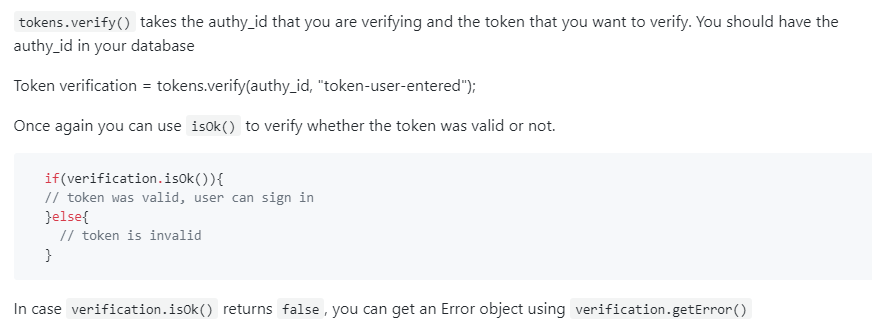 tokens.verify() takes the authy_id that you are verifying and the token that you want to verify. You should have the
authy_id in your database
Token verification = tokens.verify(authy_id, "token-user-entered");
Once again you can use isOk() to verify whether the token was valid or not.
if(verification.isOk()){
// token was valid, user can sign in
}else{
  // token is invalid
}
In case verification.isOk() returns false, you can get an Error object using verification.getError()